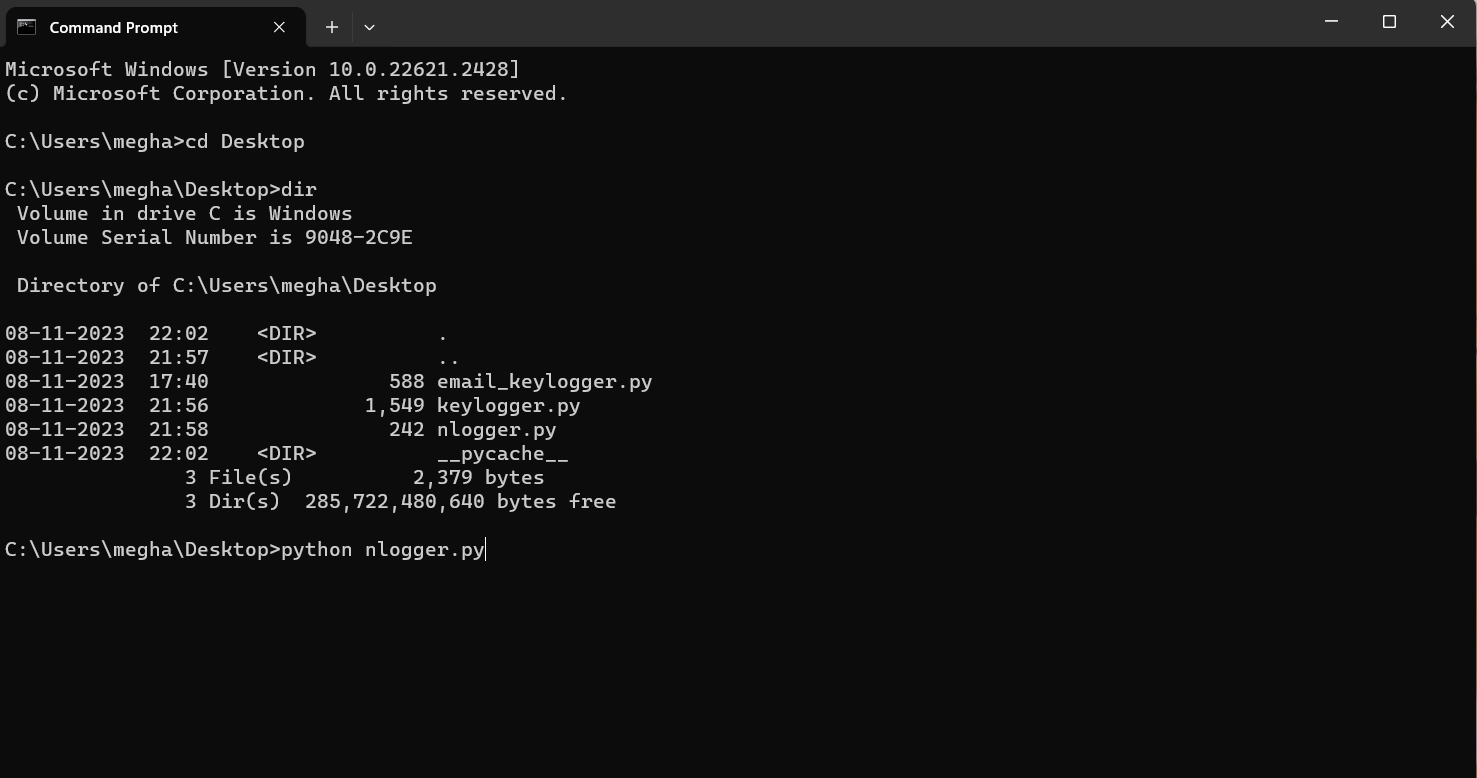 Command Prompt
Microsoft Windows [Version 10.0.22621.2428]
(c) Microsoft Corporation. All rights reserved.
C:\Users\megha>cd Desktop
C:\Users\megha\Desktop>dir
 Volume in drive C is Windows
 Volume Serial Number is 9048-2C9E
 Directory of C:\Users\megha\Desktop
08-11-2023  22:02    <DIR>          .
08-11-2023  21:57    <DIR>          ..
08-11-2023  17:40               588 email_keylogger.py
08-11-2023  21:56             1,549 keylogger.py
08-11-2023  21:58               242 nlogger.py
08-11-2023  22:02    <DIR>          __pycache__
               3 File(s)          2,379 bytes
               3 Dir(s)  285,722,480,640 bytes free
C:\Users\megha\Desktop>python nlogger.py